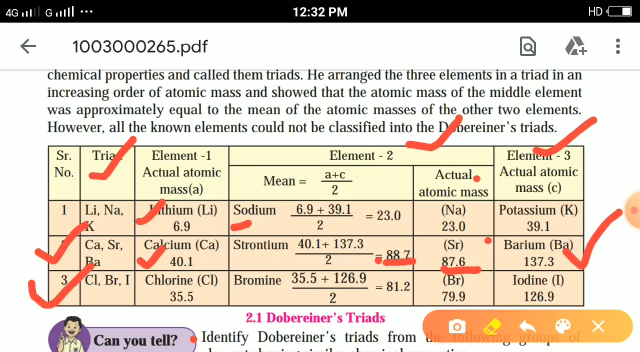 4G G ... 12:32 PM HD
1003000265.pdf
chemical properties and called them triads. He arranged the three elements in a triad in an
increasing order of atomic mass and showed that the atomic mass of the middle element
was approximately equal to the mean of the atomic masses of the other two elements.
However, all the known elements could not be classified into the Dobereiner's triads.
Sr. No. Triad Element -1 Actual atomic mass(a) Element - 2 Element - 3 Actual atomic mass (c)
Mean = a+c / 2 Actual atomic mass
1 Li, Na, K Lithium (Li) 6.9 Sodium 6.9 + 39.1 / 2 = 23.0 (Na) 23.0 Potassium (K) 39.1
Ca, Sr, Ba Calcium (Ca) 40.1 Strontium 40.1+ 137.3 / 2 = 88.7 (Sr) 87.6 Barium (Ba) 137.3
3 Cl, Br, I Chlorine (Cl) 35.5 Bromine 35.5 + 126.9 / 2 = 81.2 (Br) 79.9 Iodine (I) 126.9
2.1 Dobereiner's Triads
Can you tell? Identify Dobereiner's triads from the following groups of